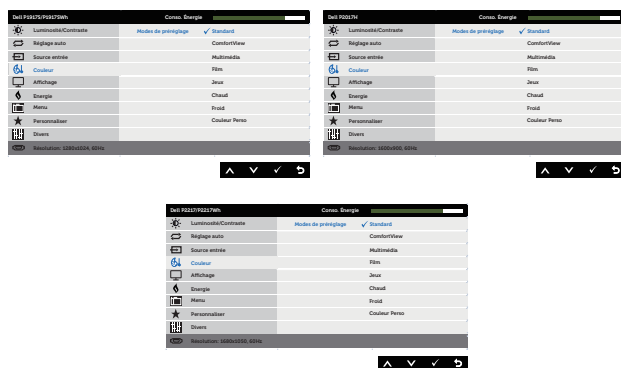 Dell P1917S/P1917SWh Conso. Énergie
Luminosité/Contraste Modes de préréglage ✓ Standard
Réglage auto ComfortView
Source entrée Multimédia
Couleur Film
Affichage Jeux
Energie Chaud
Menu Froid
Personnaliser Couleur Perso
Divers
Résolution: 1280x1024, 60Hz
Dell P2017H Conso. Énergie
Luminosité/Contraste Modes de préréglage ✓ Standard
Réglage auto ComfortView
Source entrée Multimédia
Couleur Film
Affichage Jeux
Energie Chaud
Menu Froid
Personnaliser Couleur Perso
Divers
Résolution: 1600x900, 60Hz
Dell P2217/P2217Wh Conso. Énergie
Luminosité/Contraste Modes de préréglage ✓ Standard
Réglage auto ComfortView
Source entrée Multimédia
Couleur Film
Affichage Jeux
Energie Chaud
Menu Froid
Personnaliser Couleur Perso
Divers
Résolution: 1680x1050, 60Hz